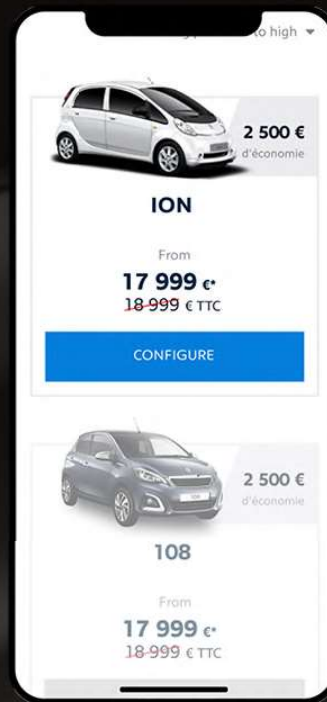 to high
2 500 €
d'économie
ION
From
17 999 €*
18 999 € TTC
CONFIGURE
2 500 €
d'économie
108
From
17 999 €*
18 999 € TTC